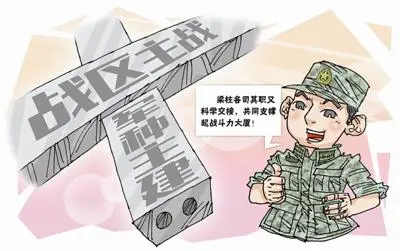 战区主战
军种主建
梁柱各司其职又
科学交接，共同支撑
起战斗力大厦！